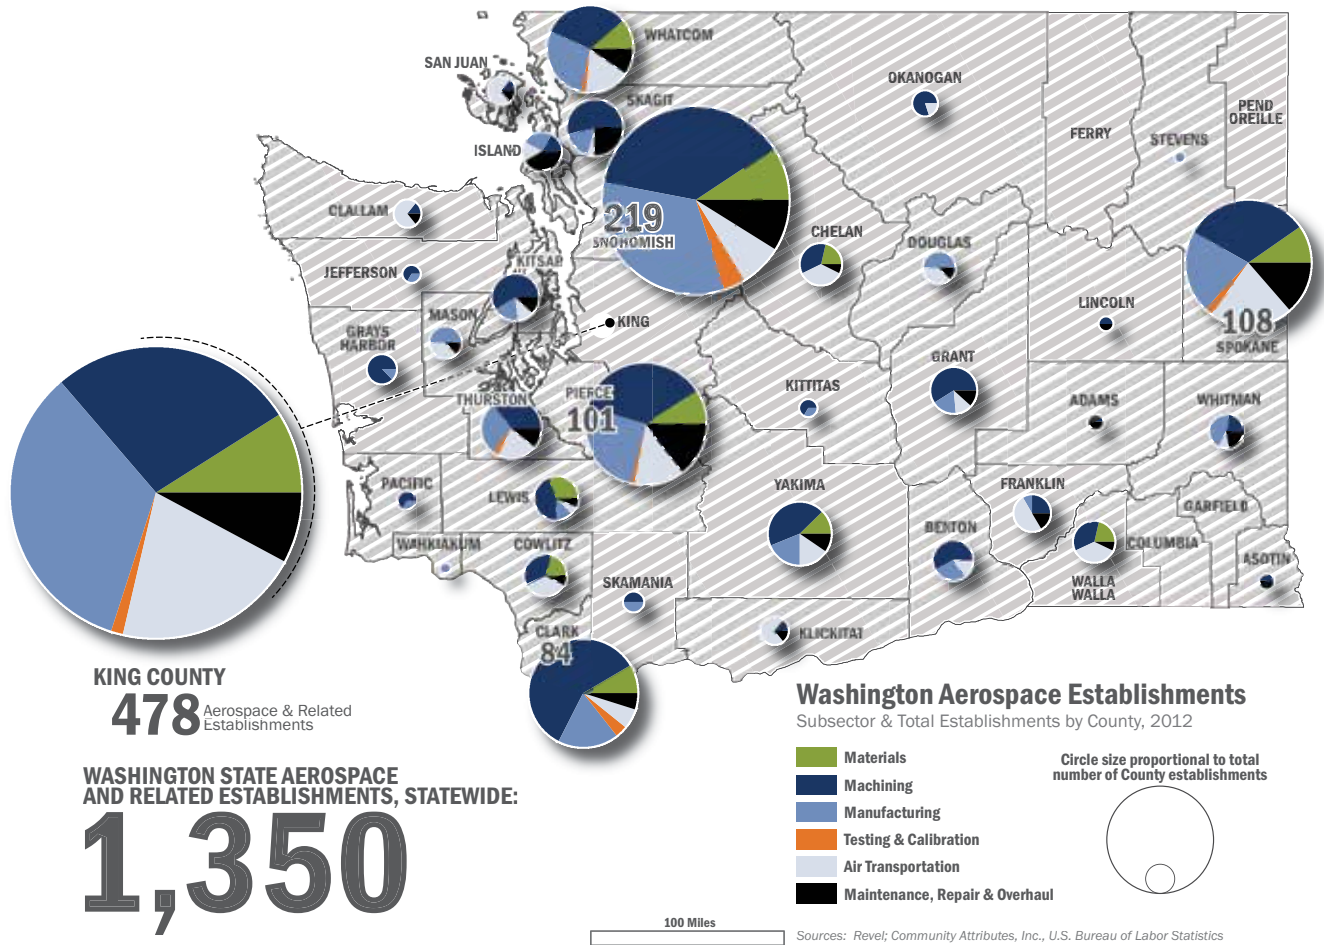 WHATCOM
SAN JUAN
SKAGIT
OKANOGAN
FERRY
PEND
OREILLE
STEVENS
ISLAND
CLALLAM
219
SNOHOMISH
CHELAN
DOUGLAS
JEFFERSON
KITSAP
MASON
KING
LINCOLN
108
SPOKANE
GRAYS
HARBOR
THURSTON
PIERCE
101
KITTITAS
GRANT
ADAMS
WHITMAN
PACIFIC
LEWIS
YAKIMA
BENTON
FRANKLIN
GARFIELD
WAHKIAKUM
COWLITZ
SKAMANIA
COLUMBIA
WALLA
WALLA
ASOTIN
CLARK
84
KLICKITAT
KING COUNTY
478 Aerospace & Related
Establishments
WASHINGTON STATE AEROSPACE
AND RELATED ESTABLISHMENTS, STATEWIDE:
1,350
Washington Aerospace Establishments
Subsector & Total Establishments by County, 2012
Materials
Machining
Manufacturing
Testing & Calibration
Air Transportation
Maintenance, Repair & Overhaul
Circle size proportional to total
number of County establishments
100 Miles
Sources: Revel; Community Attributes, Inc., U.S. Bureau of Labor Statistics